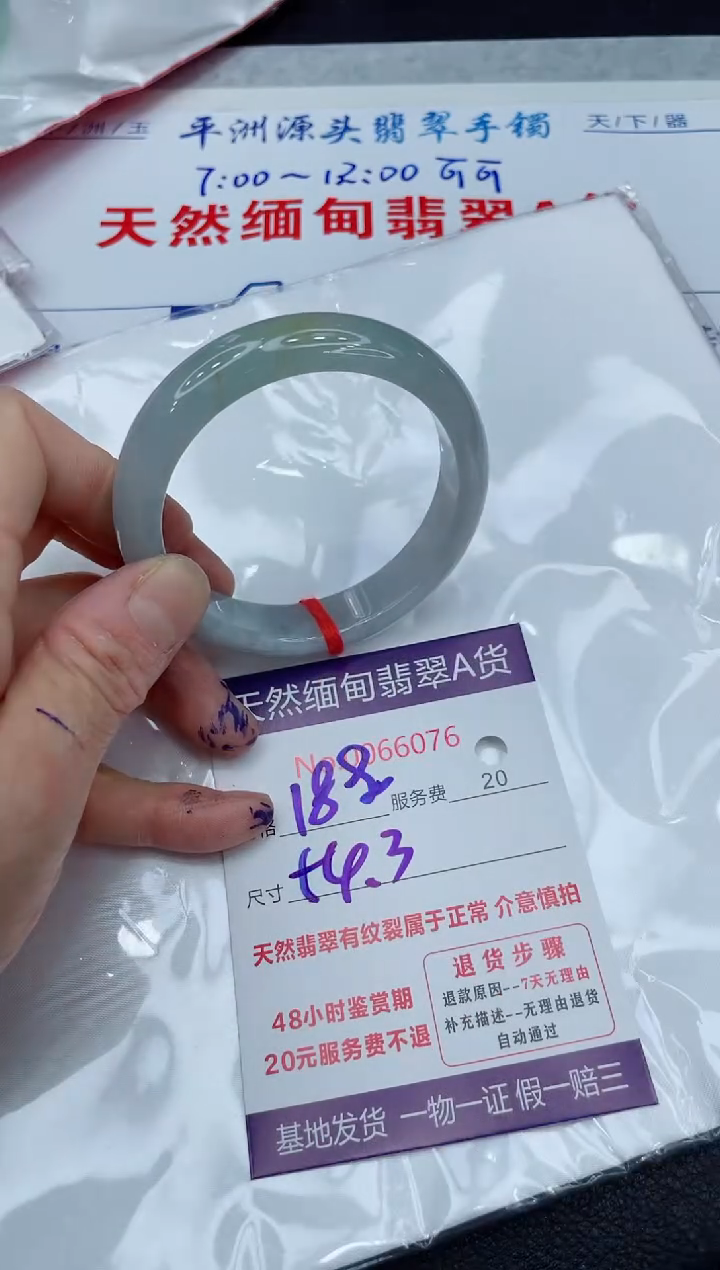 洲/玉
平洲源头翡翠手镯
天/下/器
7:00～12:00 可可
天然缅甸翡翠A
天然缅甸翡翠A货
066076
服务费 20
格
尺寸
天然翡翠有纹裂属于正常 介意慎拍
48小时鉴赏期
20元服务费不退
退货步骤
退款原因--7天无理由
补充描述--无理由退货
自动通过
基地发货 一物一证 假一赔三